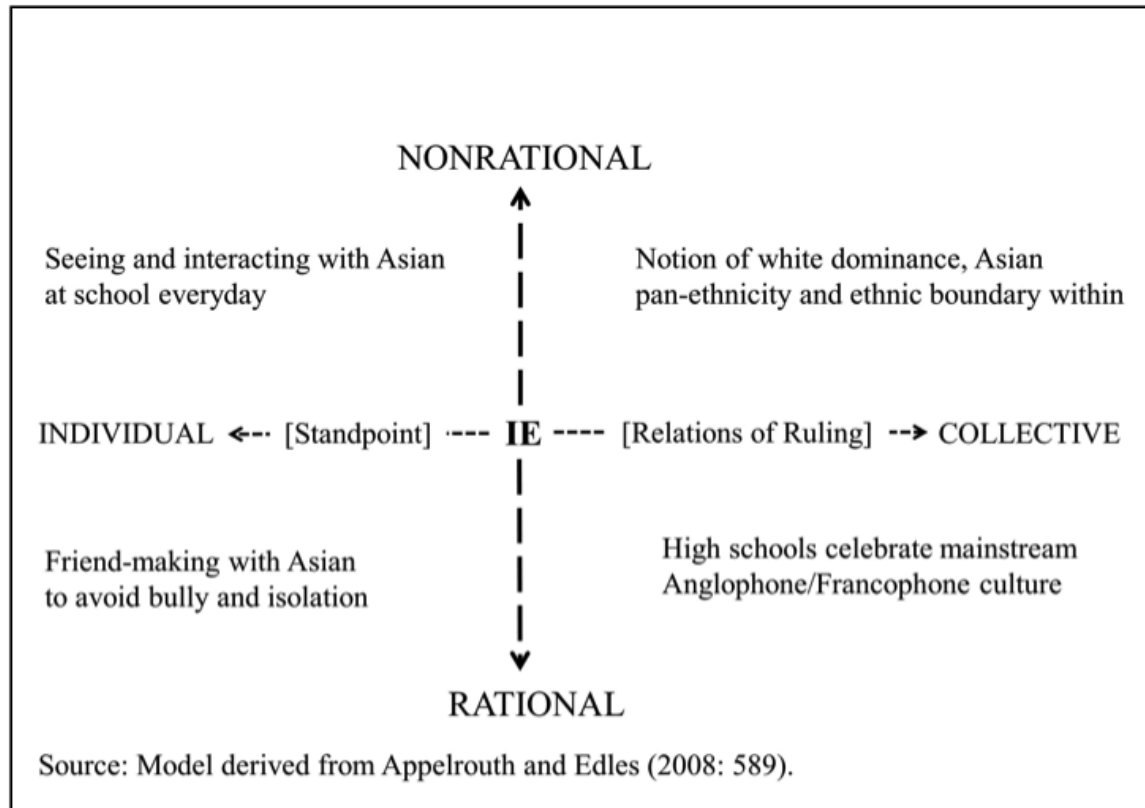 NONRATIONAL
Seeing and interacting with Asian
at school everyday
Notion of white dominance, Asian
pan-ethnicity and ethnic boundary within
INDIVIDUAL [Standpoint] IE [Relations of Ruling] COLLECTIVE
Friend-making with Asian
to avoid bully and isolation
High schools celebrate mainstream
Anglophone/Francophone culture
RATIONAL
Source: Model derived from Appelrouth and Edles (2008: 589).